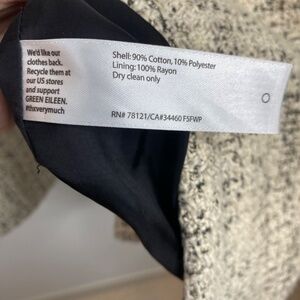 We'd like our
clothes back.
Recycle them at
our US stores
and support
GREEN EILEEN.
#thxverymuch
Shell: 90% Cotton, 10% Polyester
Lining: 100% Rayon
Dry clean only
RN# 78121/CA#34460 F5FWP